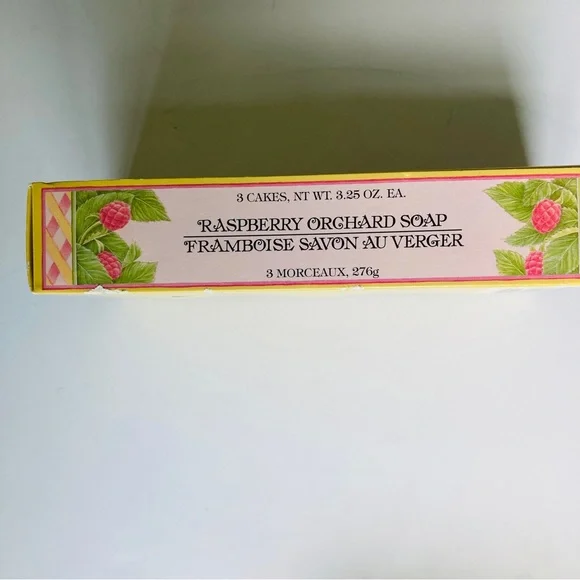 3 CAKES, NT WT. 3.25 OZ. EA.
RASPBERRY ORCHARD SOAP
FRAMBOISE SAVON AU VERGER
3 MORCEAUX, 276g